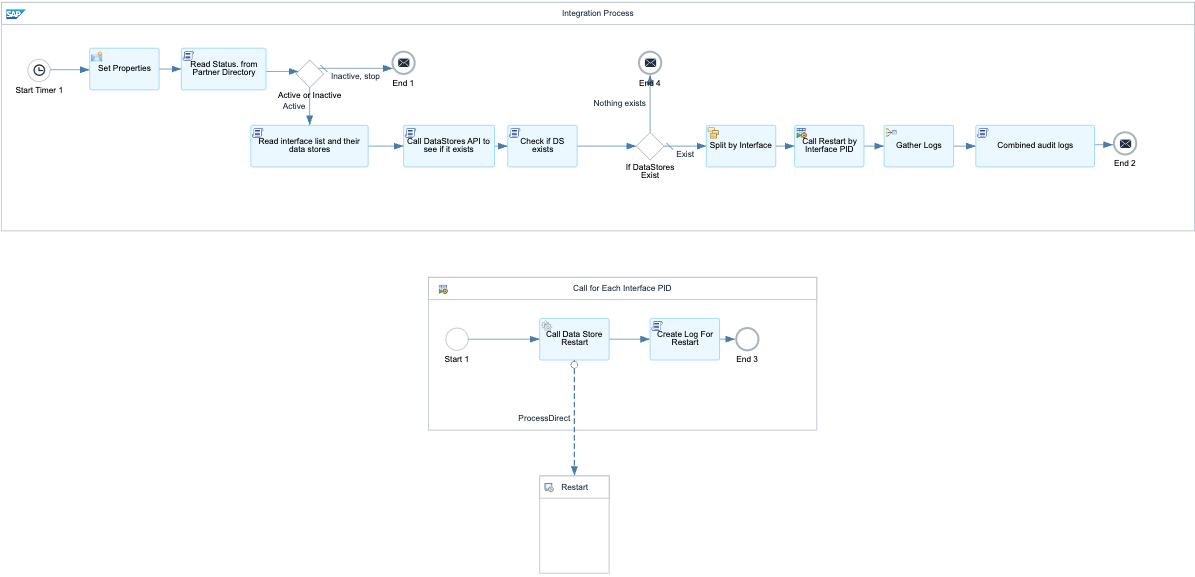 SAP
Integration Process
Start Timer 1
Set Properties
Read Status. from
Partner Directory
Active or Inactive
Inactive, stop
End 1
Active
Read interface list and their
data stores
Call DataStores API to
see if it exists
Check if DS
exists
End 4
Nothing exists
If DataStores
Exist
Exist
Split by Interface
Call Restart by
Interface PID
Gather Logs
Combined audit logs
End 2
Call for Each Interface PID
Start 1
Call Data Store
Restart
Create Log For
Restart
End 3
ProcessDirect
Restart